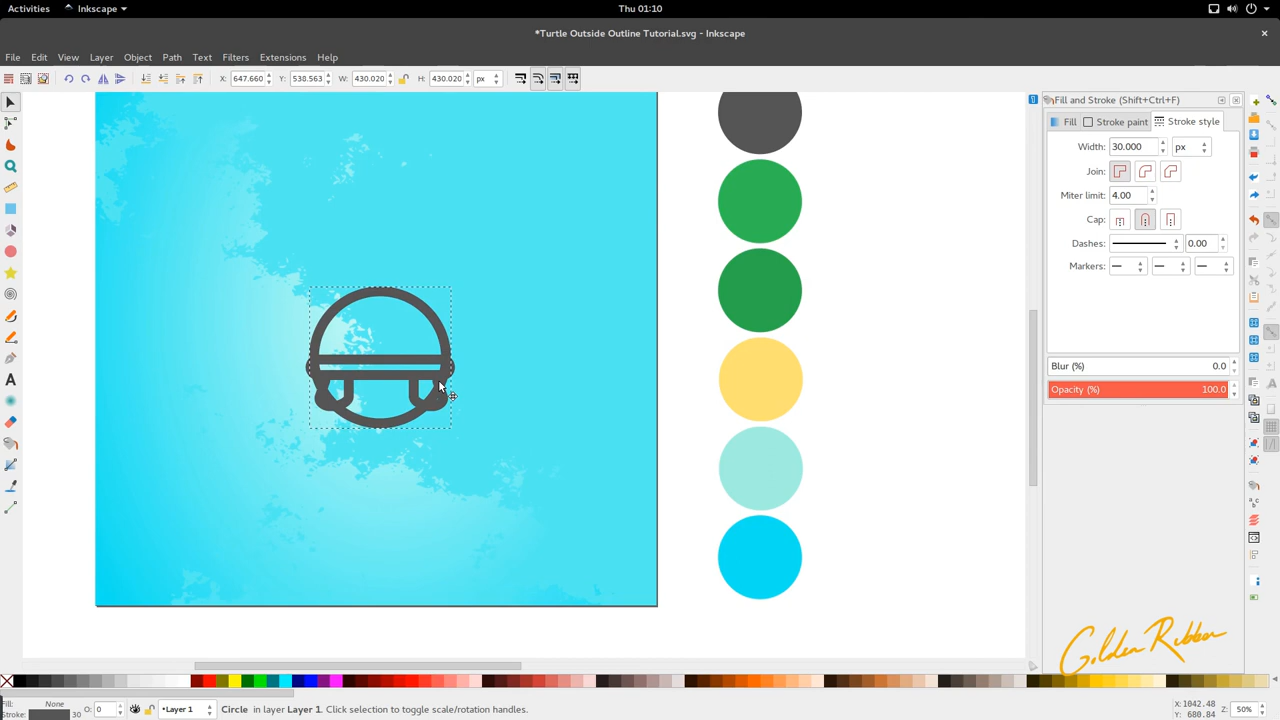 Activities Inkscape Thu 01:10
*Turtle Outside Outline Tutorial.svg - Inkscape
File Edit View Layer Object Path Text Filters Extensions Help
X: 647.660 Y: 538.563 W: 430.020 H: 430.020 px
Fill and Stroke (Shift+Ctrl+F)
Fill Stroke paint Stroke style
Width: 30.000 px
Join:
Miter limit: 4.00
Cap:
Dashes: 0.00
Markers:
Blur (%) 0.0
Opacity (%) 100.0
Golden Ribbon
Fill: None
Stroke: 30 O: 0 •Layer 1 Circle in layer Layer 1. Click selection to toggle scale/rotation handles. X:1042.48
Y: 680.84 Z: 50%